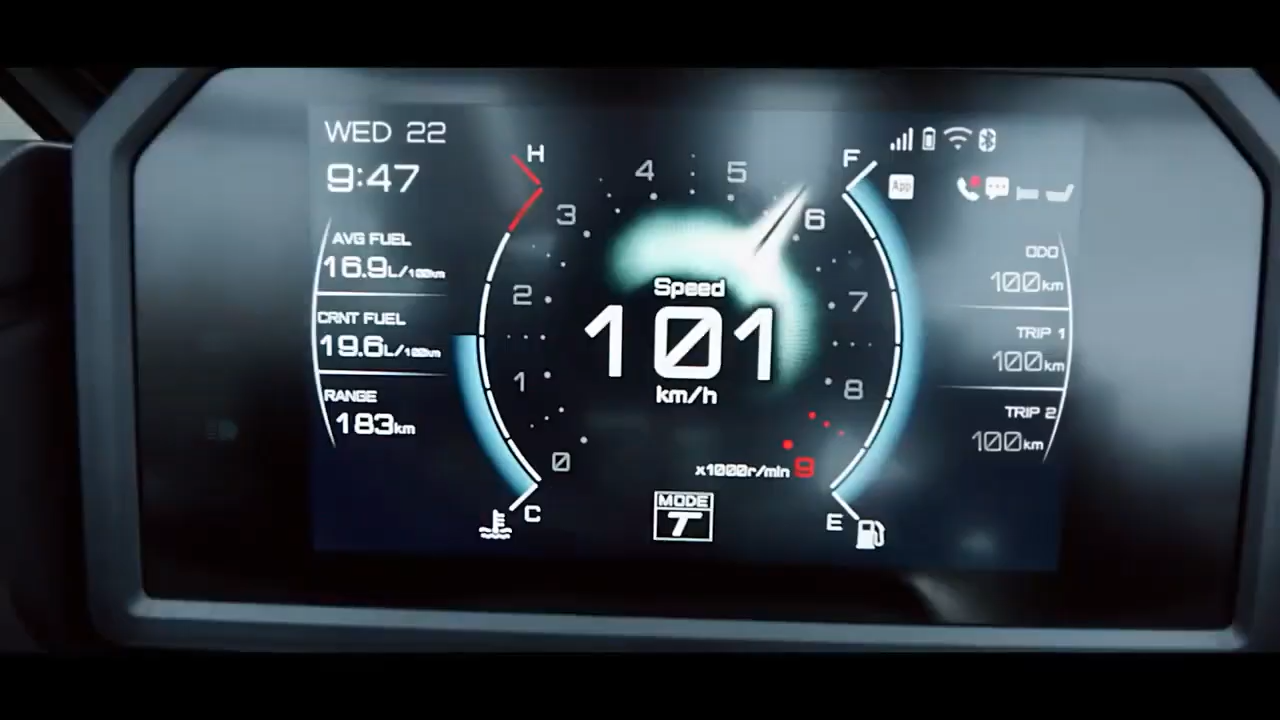 WED 22
9:47
AVG FUEL
16.9L/100km
CRNT FUEL
19.6L/100km
RANGE
183km
H
C
0
1
2
3
4
5
6
7
8
9
x1000r/min
Speed
101
km/h
MODE
T
F
E
App
ODO
100km
TRIP 1
100km
TRIP 2
100km